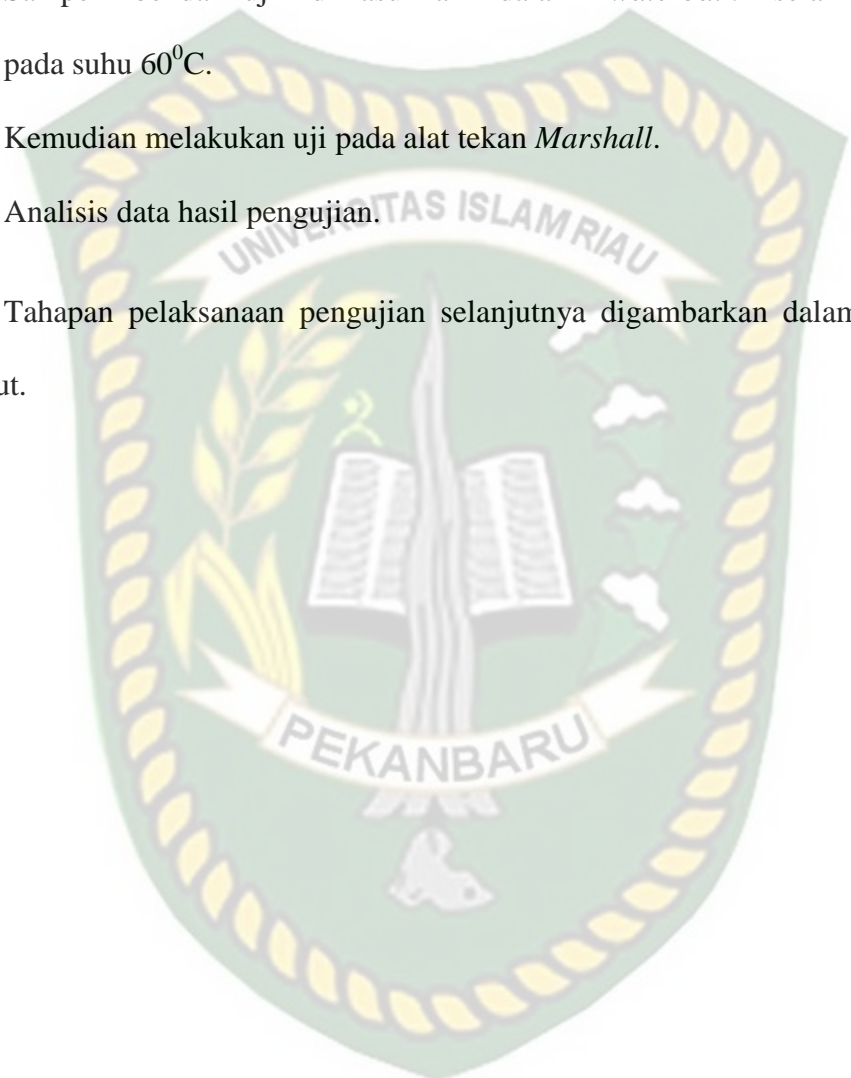 pada suhu 60⁰C.
Kemudian melakukan uji pada alat tekan Marshall.
Analisis data hasil pengujian.
UNIVERSITAS ISLAM RIAU
Tahapan pelaksanaan pengujian selanjutnya digambarkan dalam
ut.
PEKANBARU